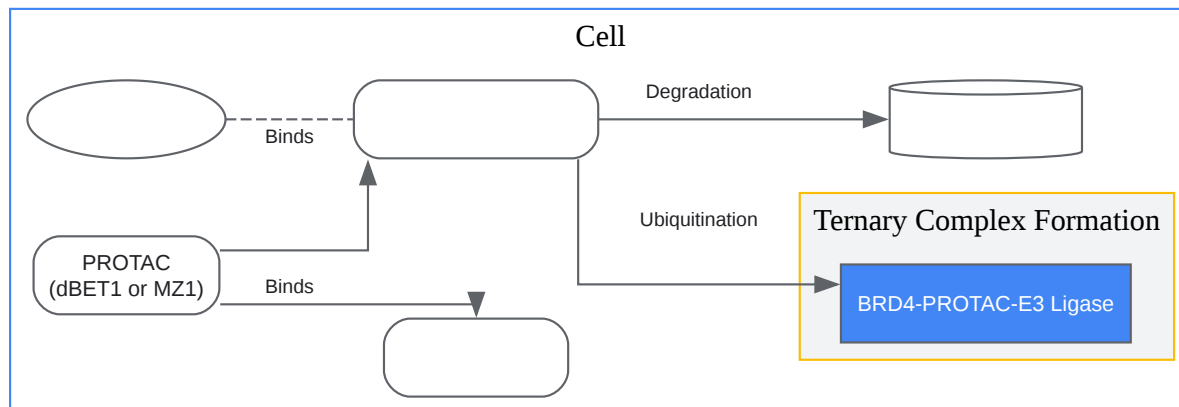 Cell
Degradation
Binds
Ubiquitination
Ternary Complex Formation
PROTAC
(dBET1 or MZ1)
Binds
BRD4-PROTAC-E3 Ligase